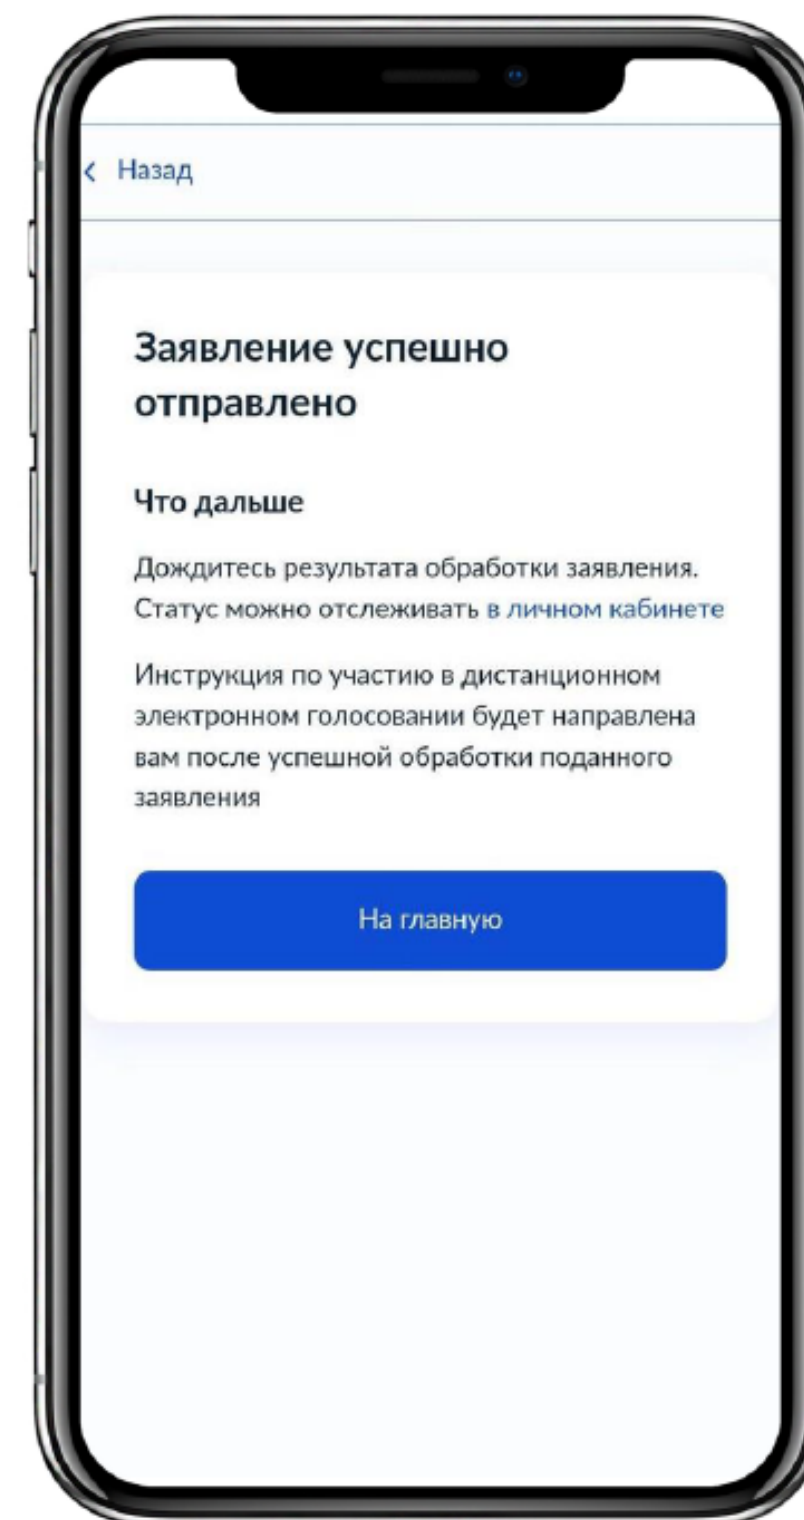 Назад
Заявление успешно
отправлено
Что дальше
Дождитесь результата обработки заявления.
Статус можно отслеживать в личном кабинете
Инструкция по участию в дистанционном
электронном голосовании будет направлена
вам после успешной обработки поданного
заявления
На главную